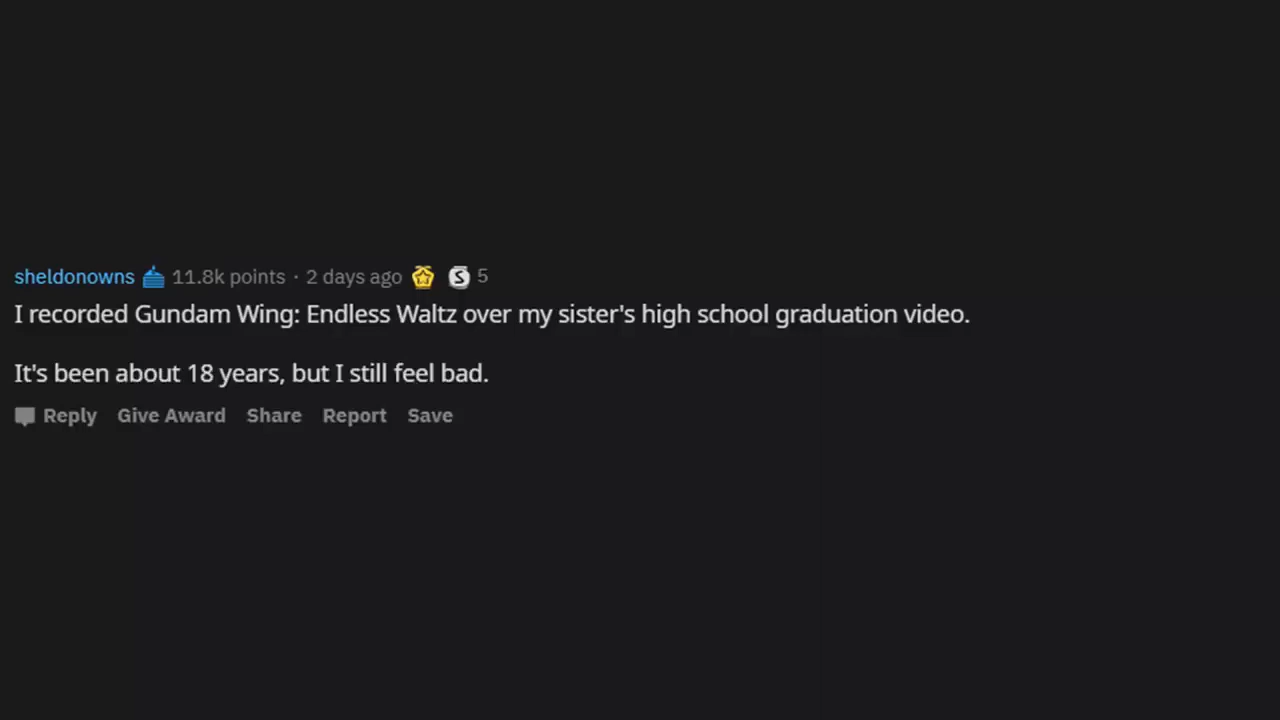 sheldonowns 11.8k points · 2 days ago S 5
I recorded Gundam Wing: Endless Waltz over my sister's high school graduation video.
It's been about 18 years, but I still feel bad.
Reply Give Award Share Report Save